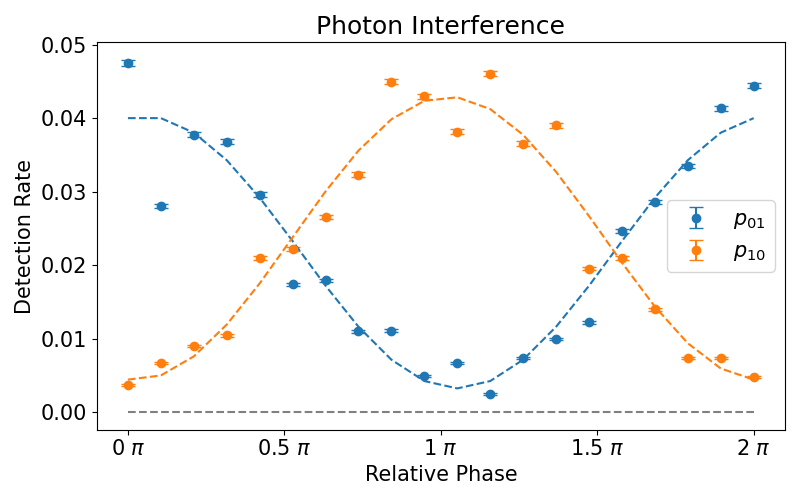 Photon Interference
0.05
0.04
0.03
0.02
0.01
0.00
Detection Rate
p01
p10
0 π
0.5 π
1 π
1.5 π
2 π
Relative Phase